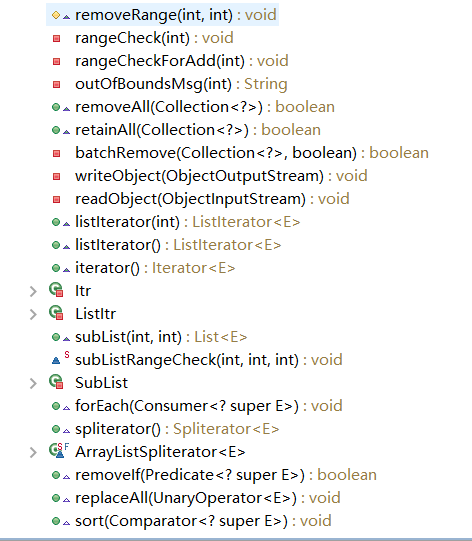 removeRange(int, int) : void
rangeCheck(int) : void
rangeCheckForAdd(int) : void
outOfBoundsMsg(int) : String
removeAll(Collection<?>) : boolean
retainAll(Collection<?>) : boolean
batchRemove(Collection<?>, boolean) : boolean
writeObject(ObjectOutputStream) : void
readObject(ObjectInputStream) : void
listIterator(int) : ListIterator<E>
listIterator() : ListIterator<E>
iterator() : Iterator<E>
Itr
ListItr
subList(int, int) : List<E>
S subListRangeCheck(int, int, int) : void
SubList
forEach(Consumer<? super E>) : void
spliterator() : Spliterator<E>
SF ArrayListSpliterator<E>
removeIf(Predicate<? super E>) : boolean
replaceAll(UnaryOperator<E>) : void
sort(Comparator<? super E>) : void